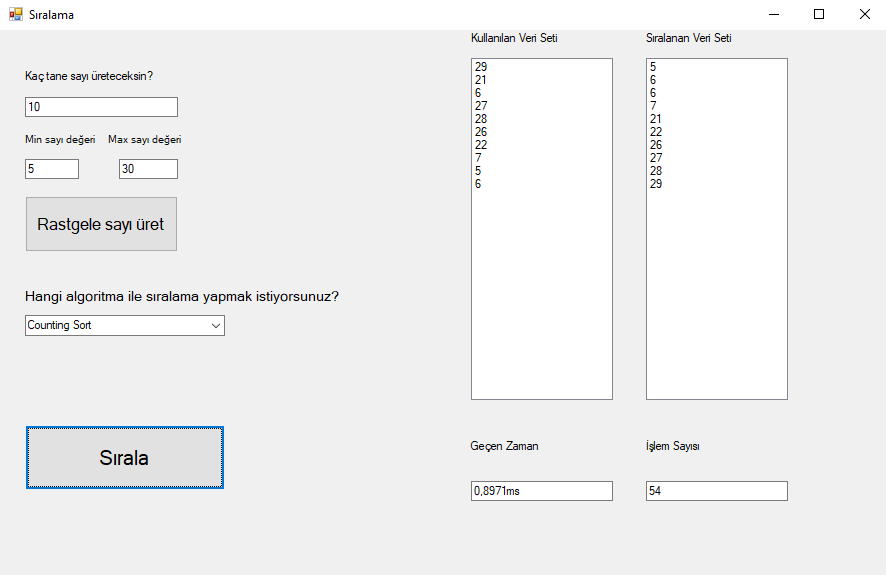 Sıralama
Kaç tane sayı üreteceksin?
10
Min sayı değeri Max sayı değeri
5 30
Rastgele sayı üret
Hangi algoritma ile sıralama yapmak istiyorsunuz?
Counting Sort
Sırala
Kullanılan Veri Seti
29
21
6
27
28
26
22
7
5
6
Sıralanan Veri Seti
5
6
6
7
21
22
26
27
28
29
Geçen Zaman
0,8971ms
İşlem Sayısı
54